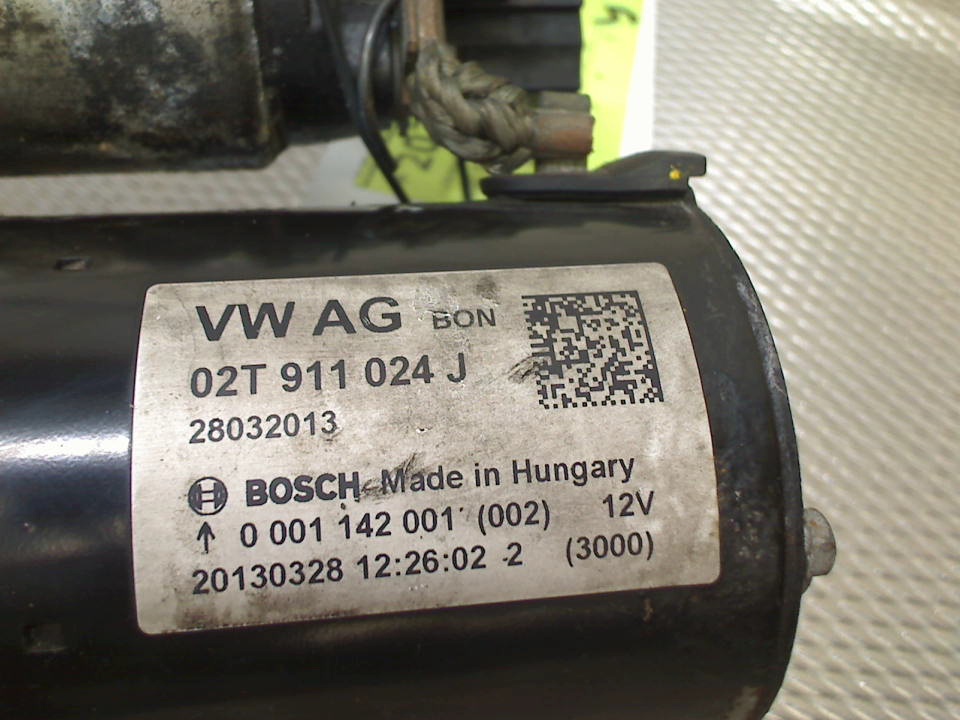 VW AG BON
02T 911 024 J
28032013
BOSCH Made in Hungary
↑ 0 001 142 001 (002) 12V
20130328 12:26:02 -2 (3000)